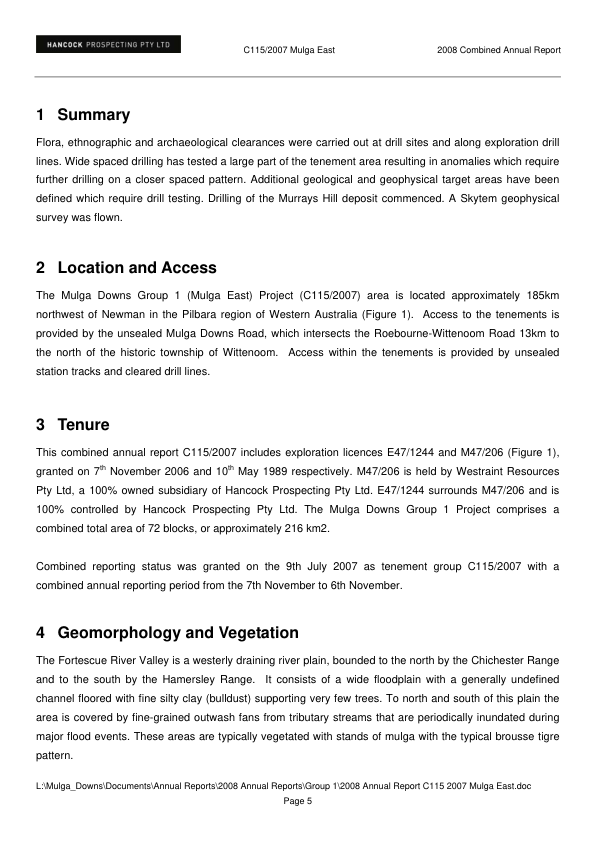 HANCOCK PROSPECTING PTY LTD
C115/2007 Mulga East
2008 Combined Annual Report
1 Summary
Flora, ethnographic and archaeological clearances were carried out at drill sites and along exploration drill
lines. Wide spaced drilling has tested a large part of the tenement area resulting in anomalies which require
further drilling on a closer spaced pattern. Additional geological and geophysical target areas have been
defined which require drill testing. Drilling of the Murrays Hill deposit commenced. A Skytem geophysical
survey was flown.
2 Location and Access
The Mulga Downs Group 1 (Mulga East) Project (C115/2007) area is located approximately 185km
northwest of Newman in the Pilbara region of Western Australia (Figure 1).  Access to the tenements is
provided by the unsealed Mulga Downs Road, which intersects the Roebourne-Wittenoom Road 13km to
the north of the historic township of Wittenoom.  Access within the tenements is provided by unsealed
station tracks and cleared drill lines.
3 Tenure
This combined annual report C115/2007 includes exploration licences E47/1244 and M47/206 (Figure 1),
granted on 7th November 2006 and 10th May 1989 respectively. M47/206 is held by Westraint Resources
Pty Ltd, a 100% owned subsidiary of Hancock Prospecting Pty Ltd. E47/1244 surrounds M47/206 and is
100% controlled by Hancock Prospecting Pty Ltd. The Mulga Downs Group 1 Project comprises a
combined total area of 72 blocks, or approximately 216 km2.
Combined reporting status was granted on the 9th July 2007 as tenement group C115/2007 with a
combined annual reporting period from the 7th November to 6th November.
4 Geomorphology and Vegetation
The Fortescue River Valley is a westerly draining river plain, bounded to the north by the Chichester Range
and to the south by the Hamersley Range.  It consists of a wide floodplain with a generally undefined
channel floored with fine silty clay (bulldust) supporting very few trees. To north and south of this plain the
area is covered by fine-grained outwash fans from tributary streams that are periodically inundated during
major flood events. These areas are typically vegetated with stands of mulga with the typical brousse tigre
pattern.
L:\Mulga_Downs\Documents\Annual Reports\2008 Annual Reports\Group 1\2008 Annual Report C115 2007 Mulga East.doc
Page 5